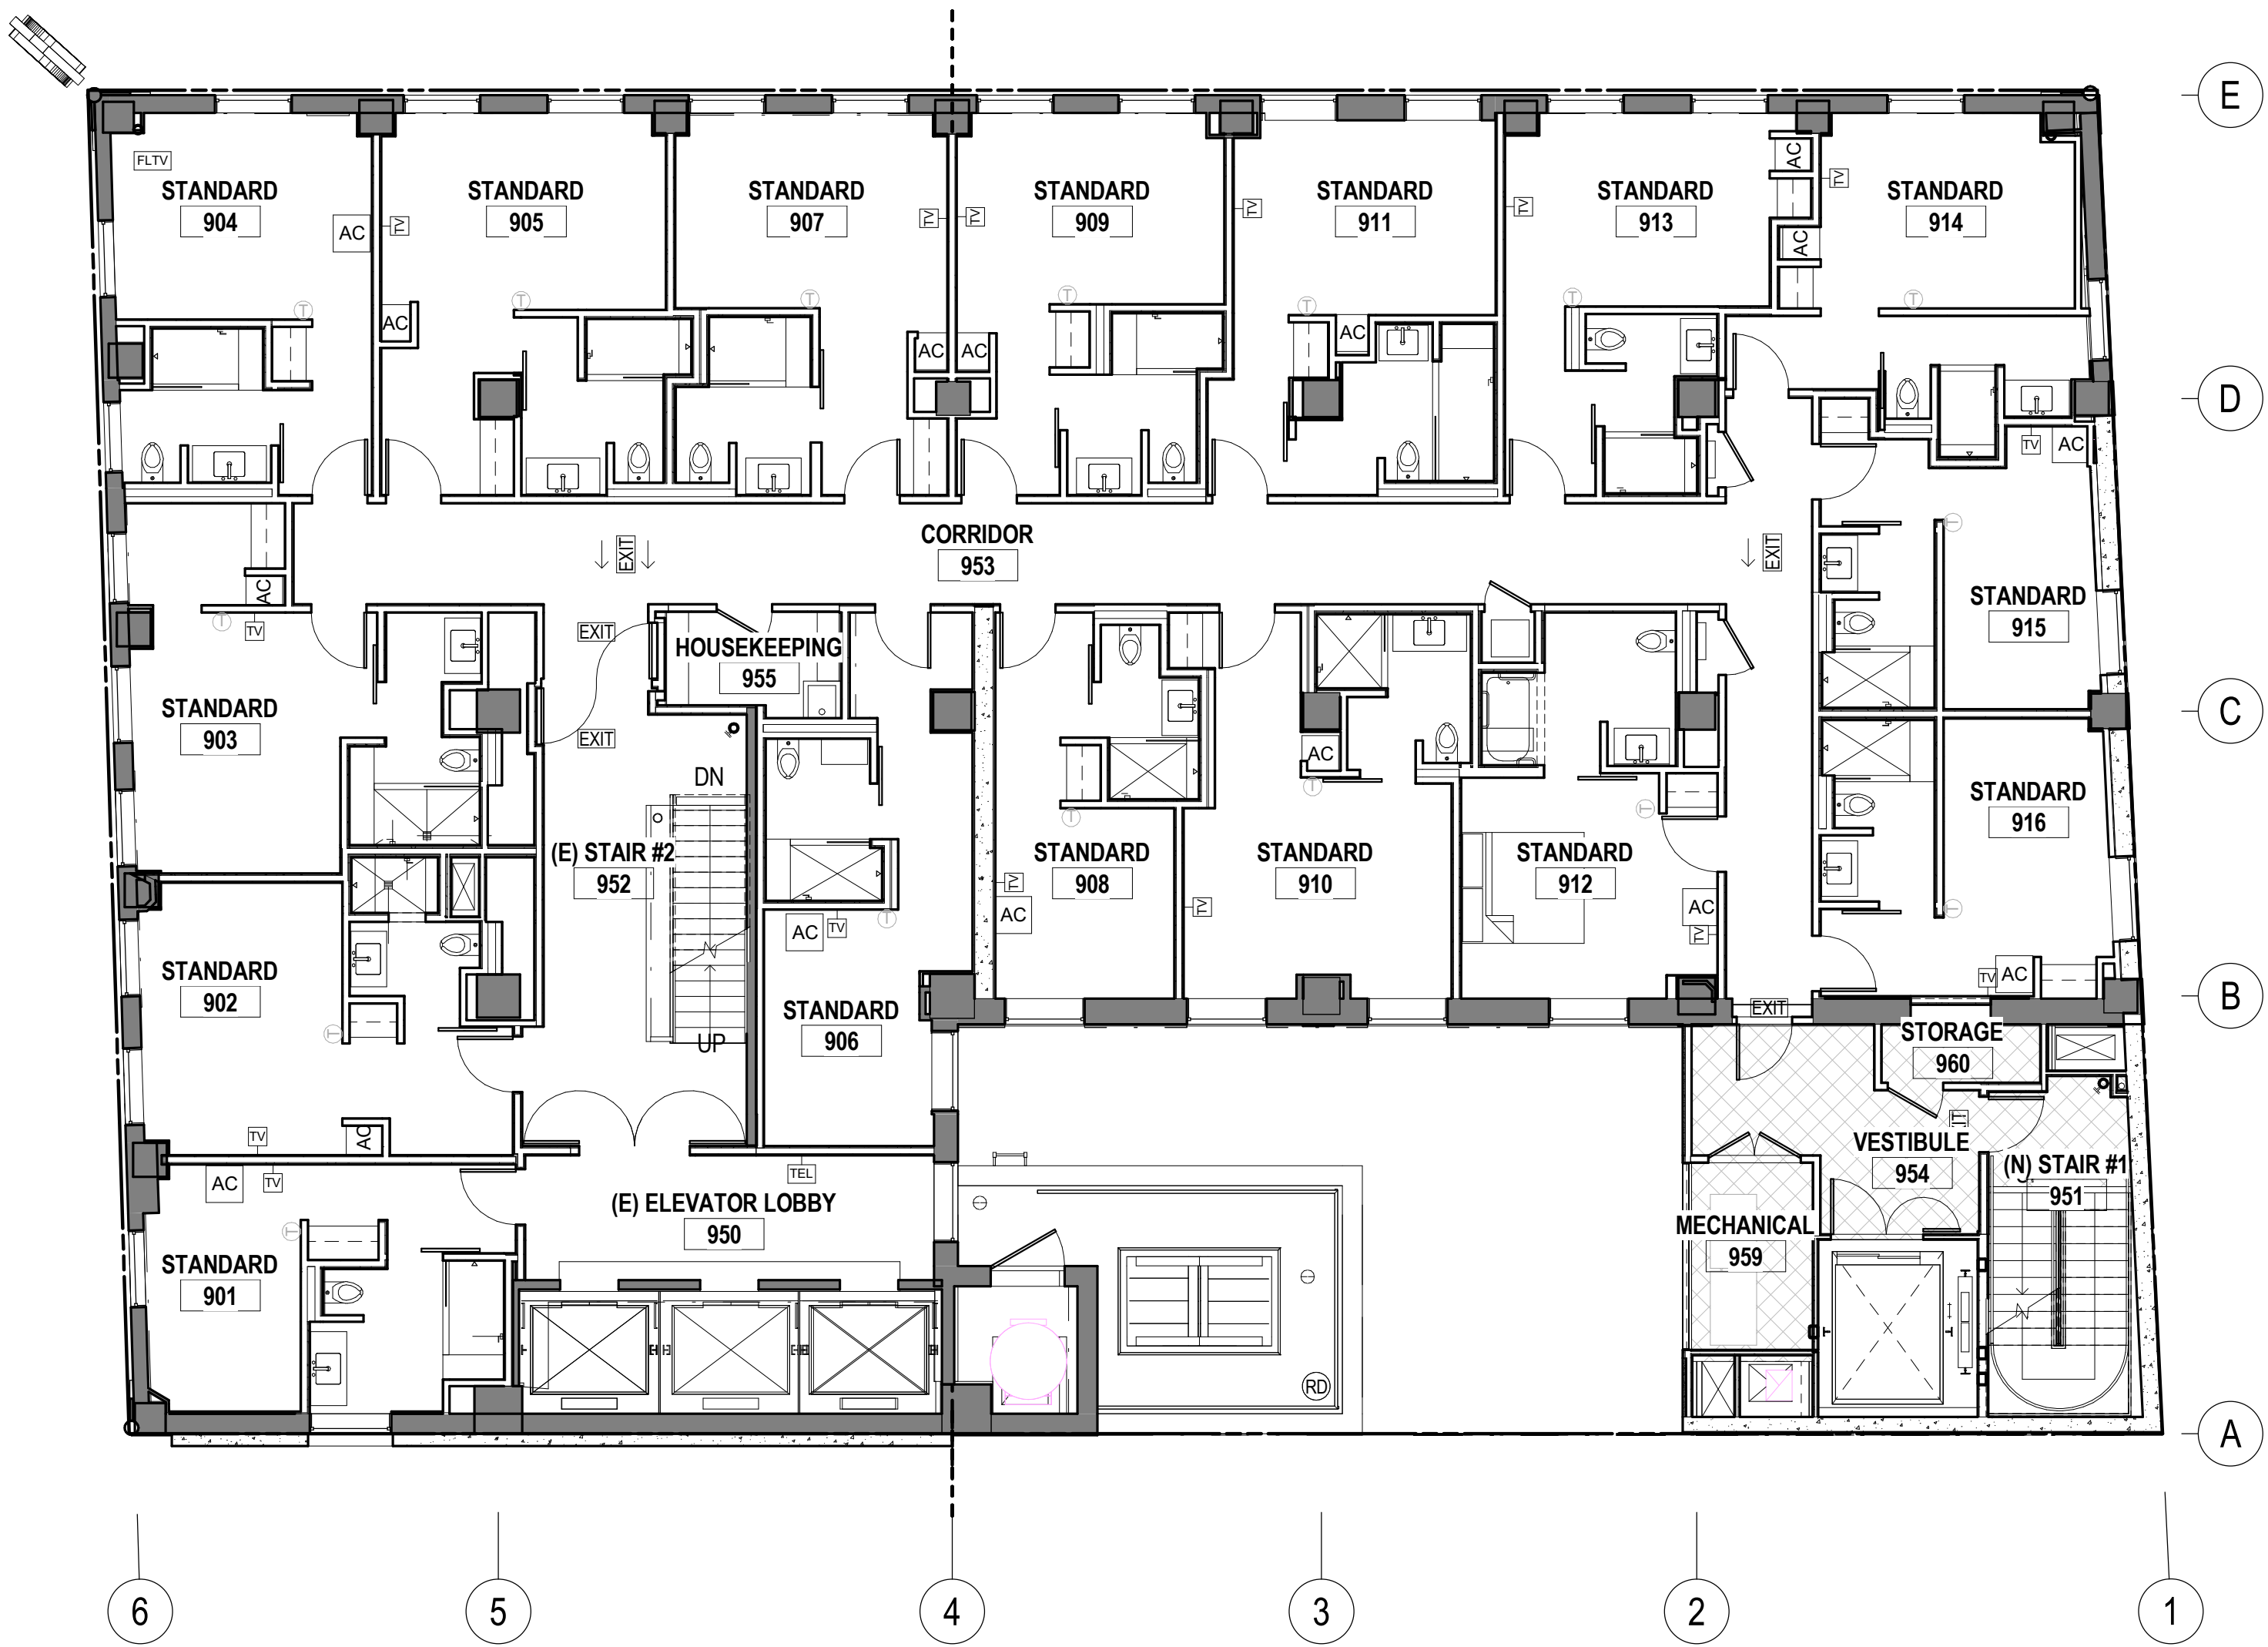 E
FLTV
STANDARD
904
AC
TV
STANDARD
905
AC
STANDARD
907
TV
TV
STANDARD
909
TV
STANDARD
911
TV
STANDARD
913
AC
AC
TV
STANDARD
914
T
T
T
T
T
T
T
AC
AC
AC
D
TV
AC
CORRIDOR
953
EXIT
EXIT
T
AC
T
TV
EXIT
HOUSEKEEPING
955
STANDARD
915
STANDARD
903
EXIT
C
DN
AC
T
T
T
STANDARD
916
(E) STAIR #2
952
STANDARD
908
STANDARD
910
STANDARD
912
TV
AC
TV
AC
TV
AC
TV
T
T
STANDARD
902
T
STANDARD
906
UP
TV
AC
B
EXIT
STORAGE
960
TV
AC
VESTIBULE
954
(N) STAIR #1
951
AC
TV
TEL
(E) ELEVATOR LOBBY
950
T
STANDARD
901
MECHANICAL
959
RD
A
6
5
4
3
2
1